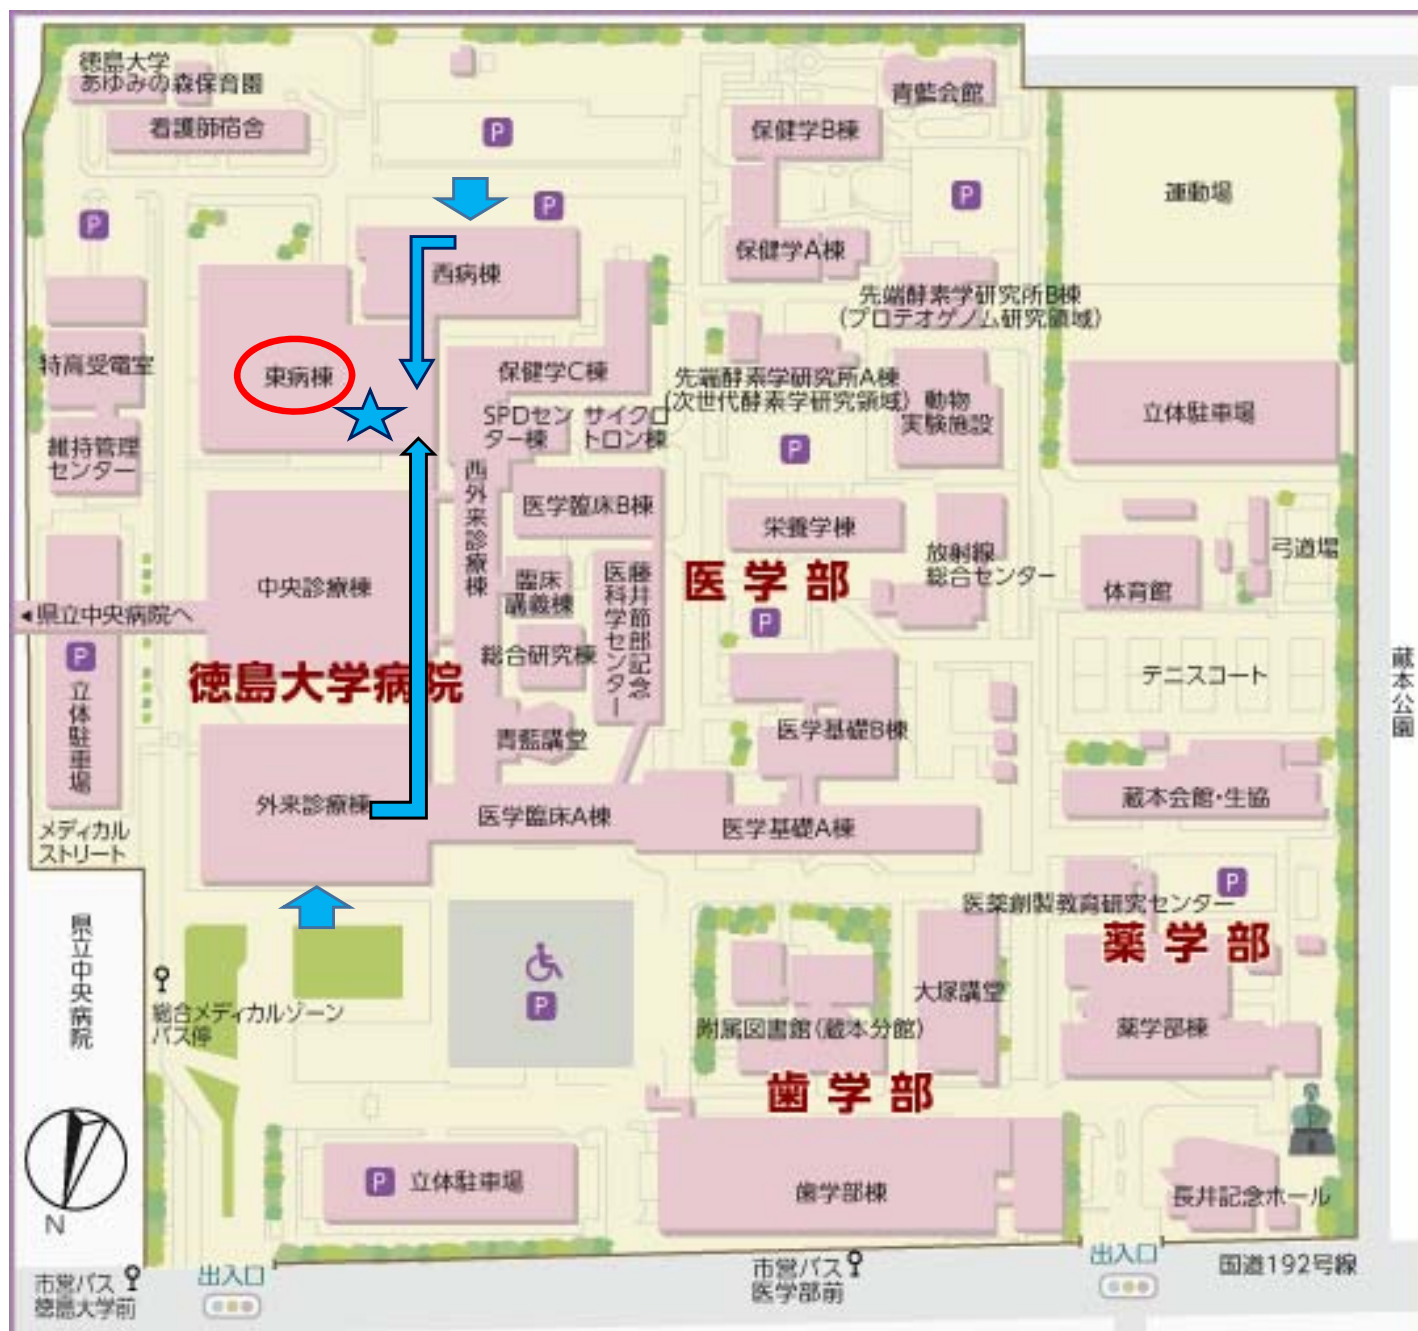 徳島大学
あゆみの森保育園
看護師宿舎
P
P
P
P
青藍会館
保健学B棟
運動場
保健学A棟
西病棟
先端酵素学研究所B棟
(プロテオゲノム研究領域)
特高受電室
東病棟
保健学C棟
先端酵素学研究所A棟
(次世代酵素学研究領域)
動物
実験施設
立体駐車場
SPDセン
ター棟
サイクロ
トロン棟
維持管理
センター
P
西外来診療棟
医学臨床B棟
栄養学棟
放射線
総合センター
弓道場
体育館
中央診療棟
臨床
講義棟
藤井節郎記念
医科学センター
医学部
P
◀県立中央病院へ
P
立体駐車場
総合研究棟
徳島大学病院
テニスコート
蔵本公園
青藍講堂
医学基礎B棟
外来診療棟
医学臨床A棟
医学基礎A棟
蔵本会館・生協
メディカル
ストリート
P
医薬創製教育研究センター
薬学部
県立中央病院
総合メディカルゾーン
バス停
P
大塚講堂
附属図書館(蔵本分館)
薬学部棟
歯学部
N
P
立体駐車場
歯学部棟
長井記念ホール
市営バス
徳島大学前
出入口
市営バス
医学部前
出入口
国道192号線